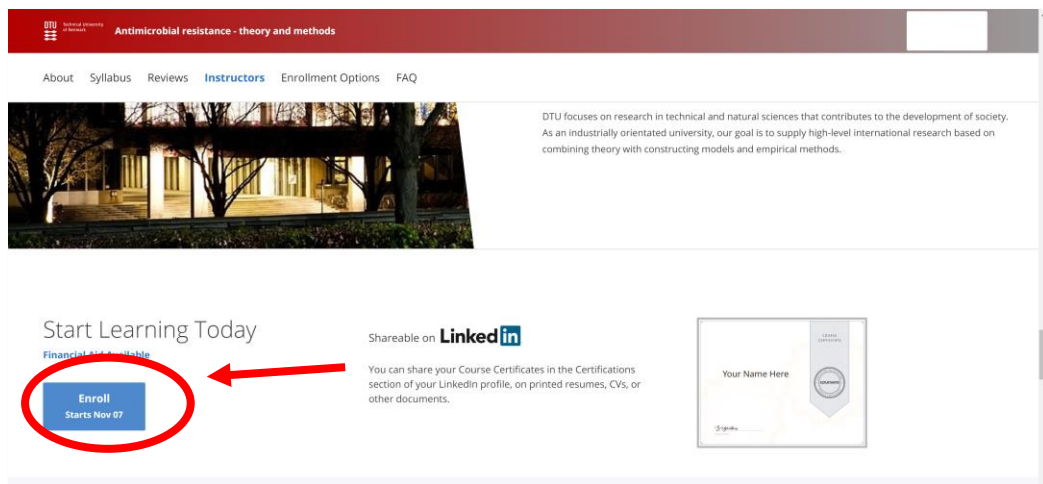 DTU Technical University
of Denmark
Antimicrobial resistance - theory and methods
About Syllabus Reviews Instructors Enrollment Options FAQ
DTU focuses on research in technical and natural sciences that contributes to the development of society.
As an industrially orientated university, our goal is to supply high-level international research based on
combining theory with constructing models and empirical methods.
Start Learning Today
Financial Aid Available
Enroll
Starts Nov 07
Shareable on Linked in
You can share your Course Certificates in the Certifications
section of your LinkedIn profile, on printed resumes, CVs, or
other documents.
Your Name Here
COURSE
CERTIFICATE